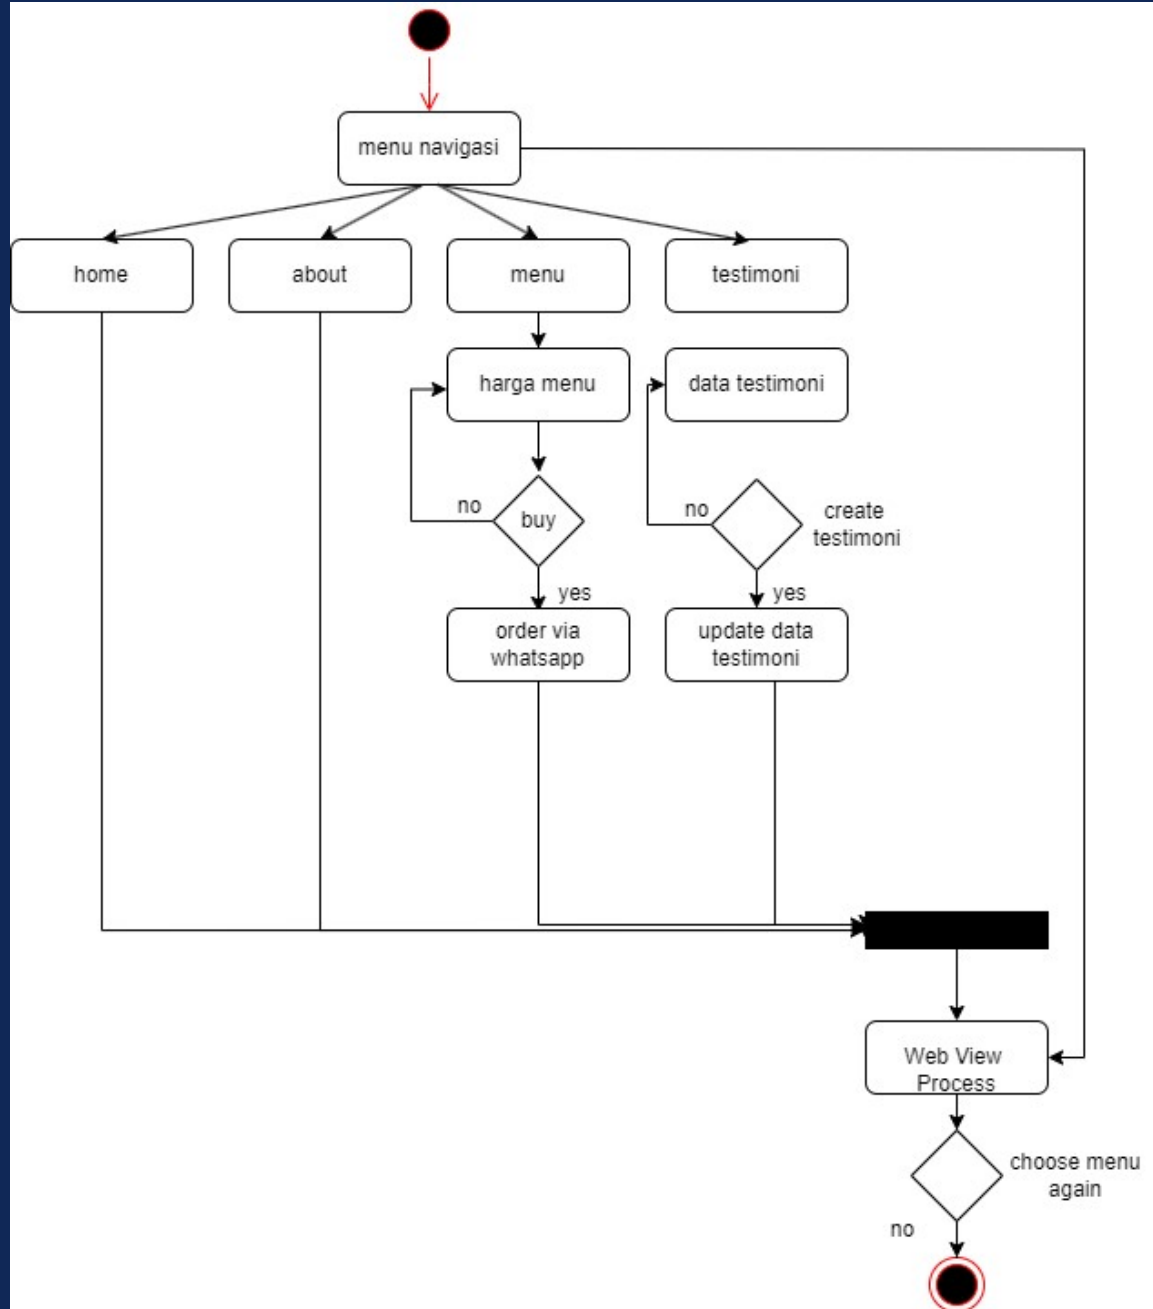 menu navigasi
home
about
menu
testimoni
harga menu
data testimoni
no
buy
no
create
testimoni
yes
yes
order via
whatsapp
update data
testimoni
Web View
Process
choose menu
again
no